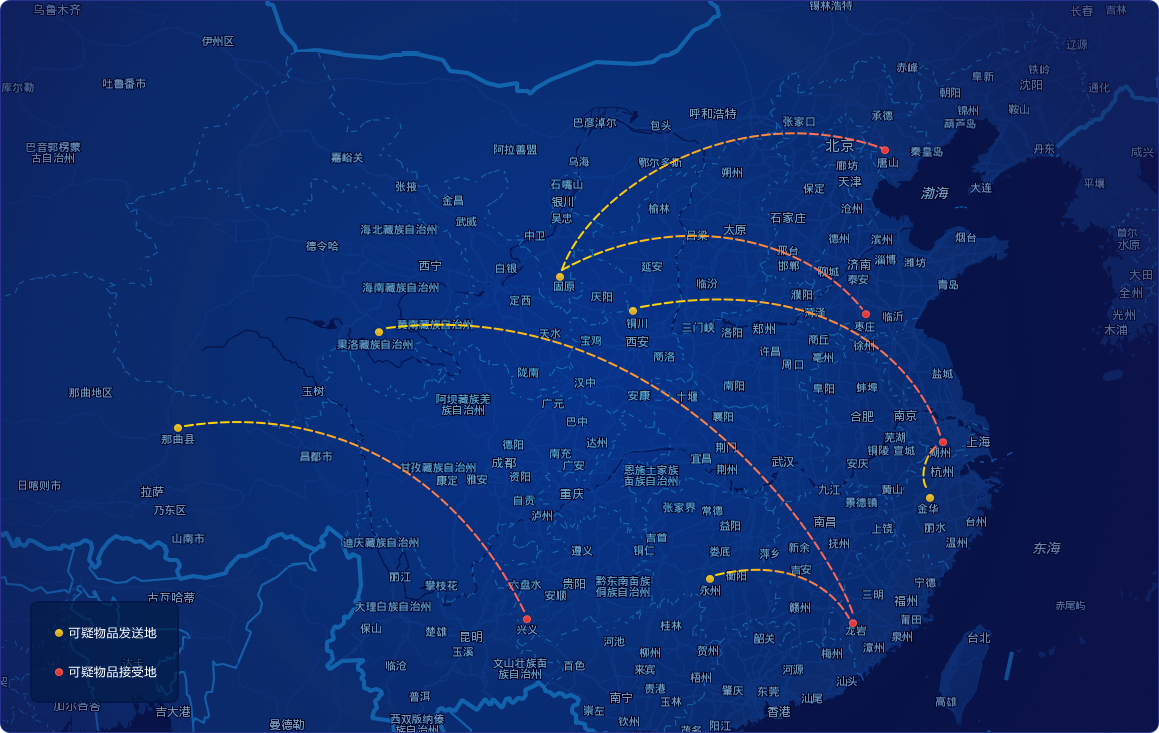 乌鲁木齐
锡林浩特
长春
吉林
伊州区
辽源
库尔勒
吐鲁番市
赤峰
阜新
铁岭
沈阳
通化
朝阳
巴彦淖尔
包头
呼和浩特
张家口
承德
锦州
葫芦岛
鞍山
巴音郭楞蒙
古自治州
嘉峪关
阿拉善盟
乌海
鄂尔多斯
朔州
北京
廊坊
唐山
秦皇岛
丹东
咸兴
张掖
金昌
石嘴山
银川
吴忠
榆林
保定
天津
沧州
渤海
大连
平壤
武威
海北藏族自治州
中卫
吕梁
太原
石家庄
德州
滨州
烟台
首尔
水原
德令哈
西宁
白银
固原
延安
邢台
邯郸
聊城
济南
泰安
淄博
潍坊
大田
海南藏族自治州
定西
庆阳
临汾
濮阳
菏泽
青岛
全州
黄南藏族自治州
果洛藏族自治州
天水
宝鸡
铜川
西安
三门峡
洛阳
郑州
商丘
枣庄
临沂
徐州
光州
木浦
商洛
许昌
周口
亳州
那曲地区
玉树
陇南
汉中
安康
十堰
南阳
阜阳
蚌埠
盐城
阿坝藏族羌
族自治州
广元
巴中
襄阳
合肥
南京
那曲县
德阳
达州
南充
荆门
芜湖
铜陵
宣城
湖州
上海
昌都市
甘孜藏族自治州
康定
雅安
成都
资阳
广安
恩施土家族
苗族自治州
宜昌
荆州
武汉
安庆
杭州
日喀则市
拉萨
乃东区
自贡
泸州
重庆
张家界
常德
九江
景德镇
黄山
金华
山南市
迪庆藏族自治州
遵义
吉首
铜仁
益阳
娄底
南昌
上饶
丽水
台州
温州
萍乡
新余
抚州
东海
丽江
攀枝花
六盘水
安顺
贵阳
黔东南苗族
侗族自治州
永州
衡阳
吉安
宁德
古瓦哈蒂
大理白族自治州
赣州
三明
福州
莆田
赤尾屿
可疑物品发送地
保山
楚雄
昆明
玉溪
兴义
河池
桂林
韶关
龙岩
泉州
台北
可疑物品接受地
临沧
文山壮族苗
族自治州
百色
柳州
来宾
贺州
梧州
河源
梅州
漳州
汕头
普洱
南宁
贵港
玉林
肇庆
东莞
汕尾
高雄
加尔各答
吉大港
曼德勒
西双版纳傣
族自治州
崇左
钦州
茂名
阳江
香港